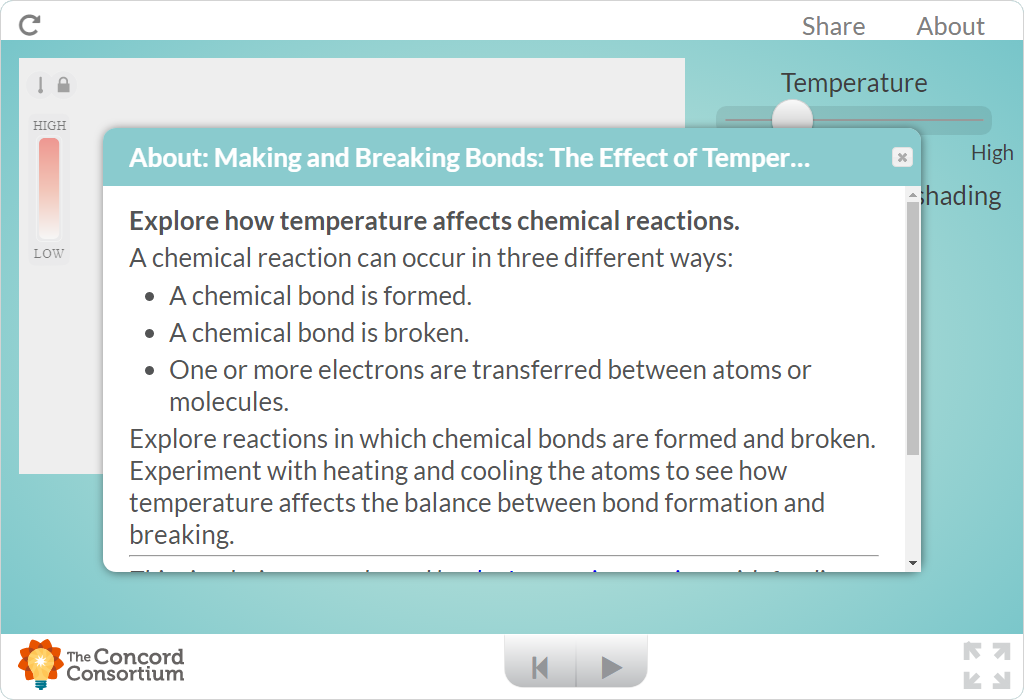 Share About
Temperature
HIGH
About: Making and Breaking Bonds: The Effect of Temper...
High
shading
Explore how temperature affects chemical reactions.
LOW
A chemical reaction can occur in three different ways:
• A chemical bond is formed.
• A chemical bond is broken.
• One or more electrons are transferred between atoms or
molecules.
Explore reactions in which chemical bonds are formed and broken.
Experiment with heating and cooling the atoms to see how
temperature affects the balance between bond formation and
breaking.
The Concord
Consortium